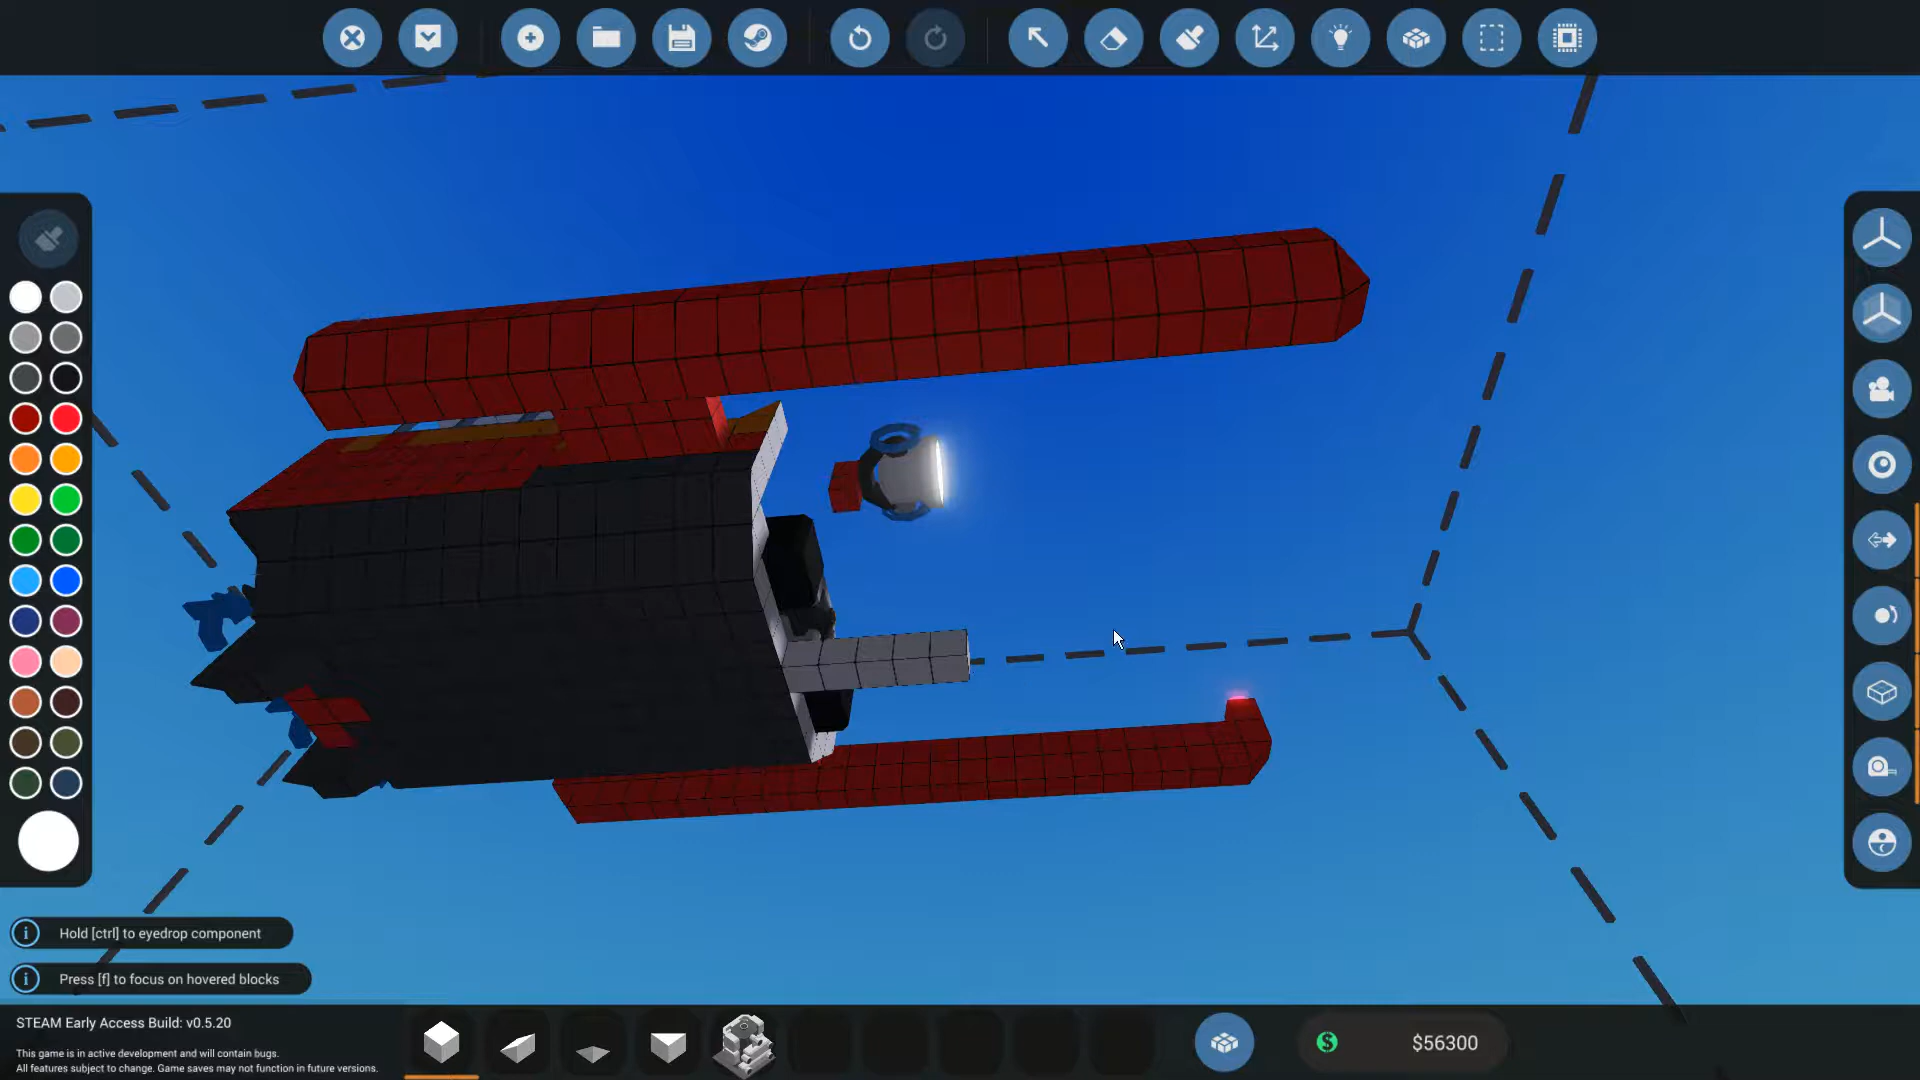 Hold [ctrl] to eyedrop component
Press [f] to focus on hovered blocks
STEAM Early Access Build: v0.5.20
This game is in active development and will contain bugs.
All features subject to change. Game saves may not function in future versions.
$56300